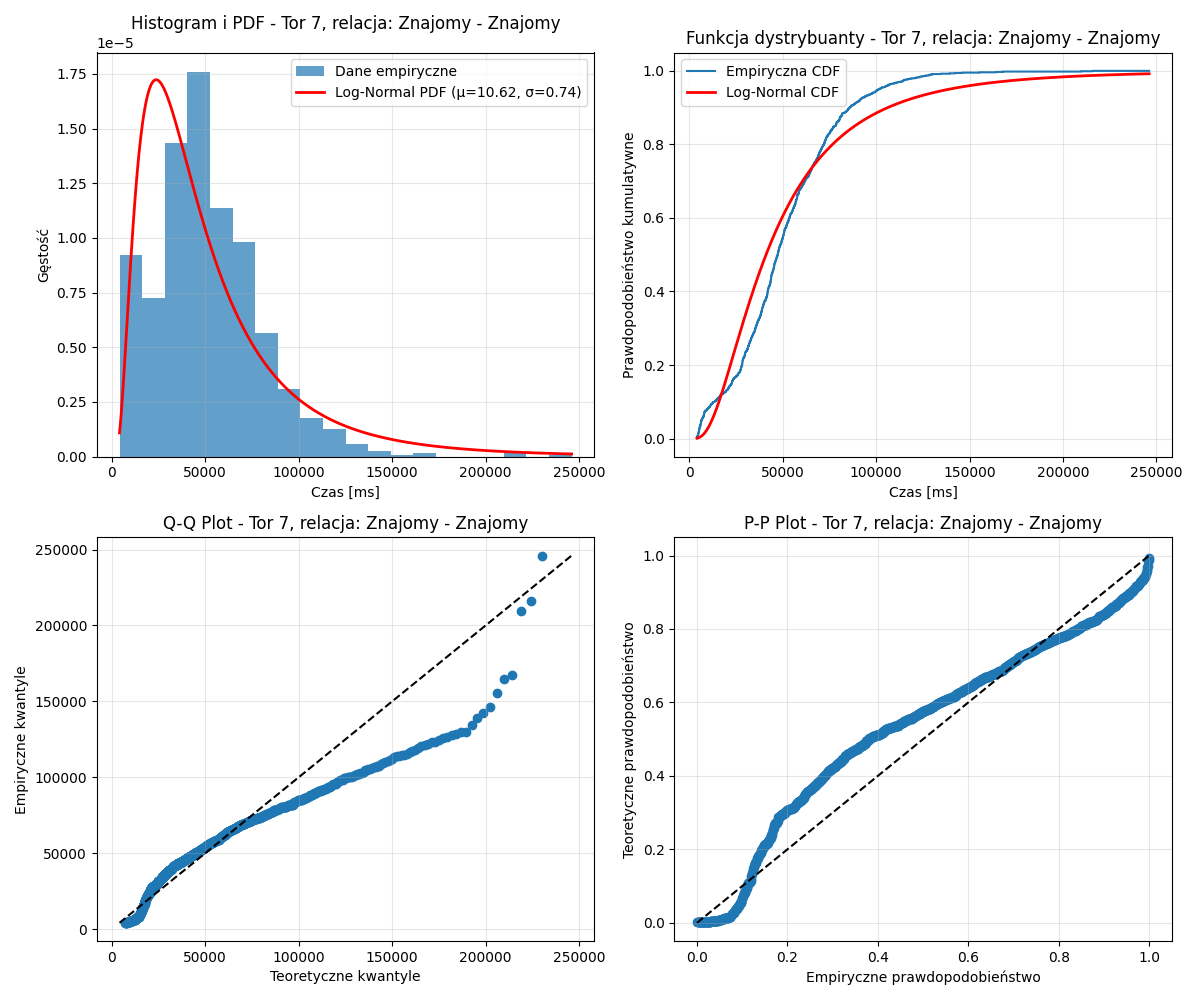 Histogram i PDF - Tor 7, relacja: Znajomy - Znajomy
1e−5
Dane empiryczne
Log-Normal PDF (μ=10.62, σ=0.74)
1.75
1.50
1.25
1.00
0.75
0.50
0.25
0.00
Gęstość
0
50000
100000
150000
200000
250000
Czas [ms]
Funkcja dystrybuanty - Tor 7, relacja: Znajomy - Znajomy
Empiryczna CDF
Log-Normal CDF
1.0
0.8
0.6
0.4
0.2
0.0
Prawdopodobieństwo kumulatywne
0
50000
100000
150000
200000
250000
Czas [ms]
Q-Q Plot - Tor 7, relacja: Znajomy - Znajomy
250000
200000
150000
100000
50000
0
Empiryczne kwantyle
0
50000
100000
150000
200000
250000
Teoretyczne kwantyle
P-P Plot - Tor 7, relacja: Znajomy - Znajomy
1.0
0.8
0.6
0.4
0.2
0.0
Teoretyczne prawdopodobieństwo
0.0
0.2
0.4
0.6
0.8
1.0
Empiryczne prawdopodobieństwo